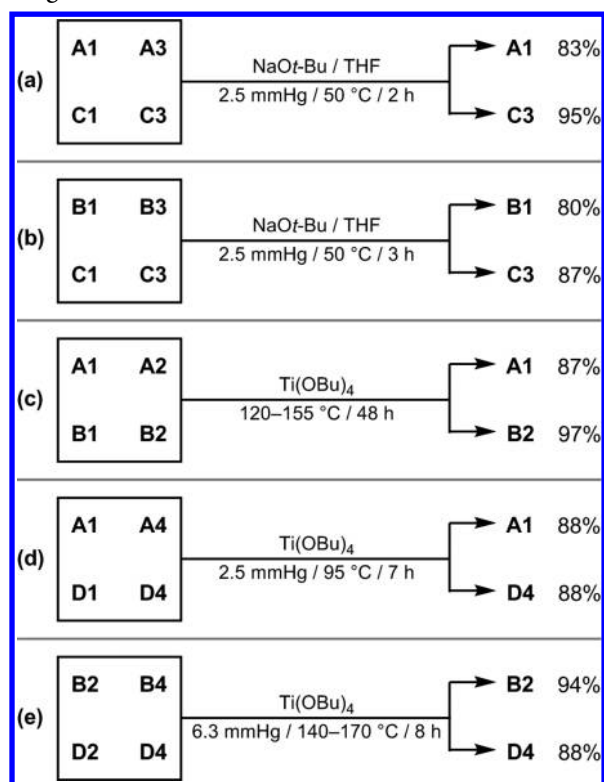 (a)
A1 A3
C1 C3
NaOt-Bu / THF
2.5 mmHg / 50 °C / 2 h
A1 83%
C3 95%
(b)
B1 B3
C1 C3
NaOt-Bu / THF
2.5 mmHg / 50 °C / 3 h
B1 80%
C3 87%
(c)
A1 A2
B1 B2
Ti(OBu)4
120–155 °C / 48 h
A1 87%
B2 97%
(d)
A1 A4
D1 D4
Ti(OBu)4
2.5 mmHg / 95 °C / 7 h
A1 88%
D4 88%
(e)
B2 B4
D2 D4
Ti(OBu)4
6.3 mmHg / 140–170 °C / 8 h
B2 94%
D4 88%